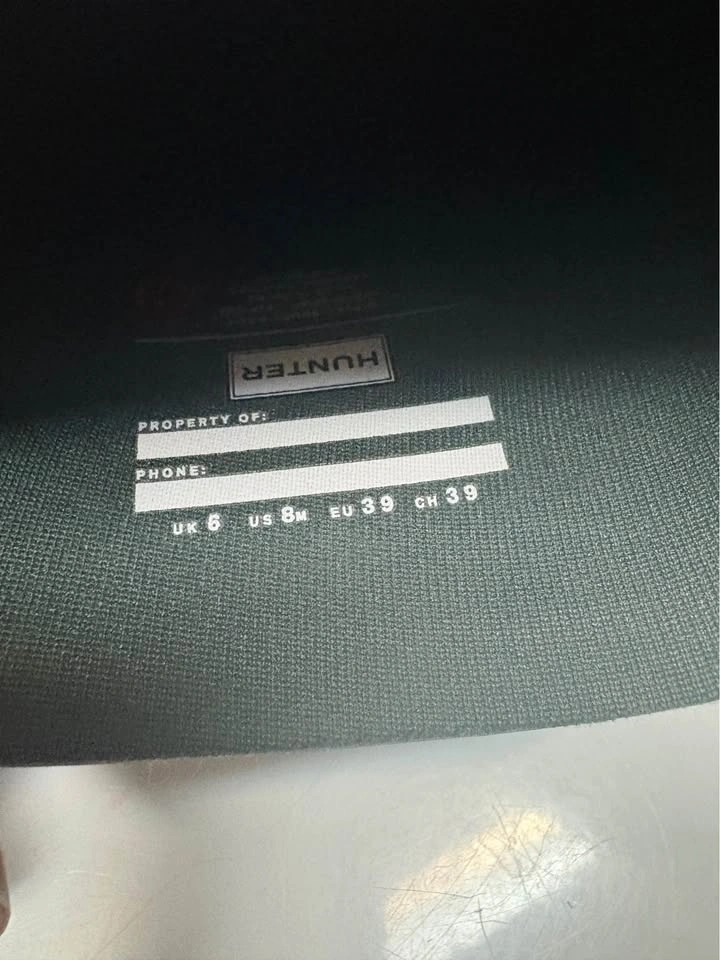 HUNTER
PROPERTY OF:
PHONE:
UK 6 US 8M EU 39 CH 39